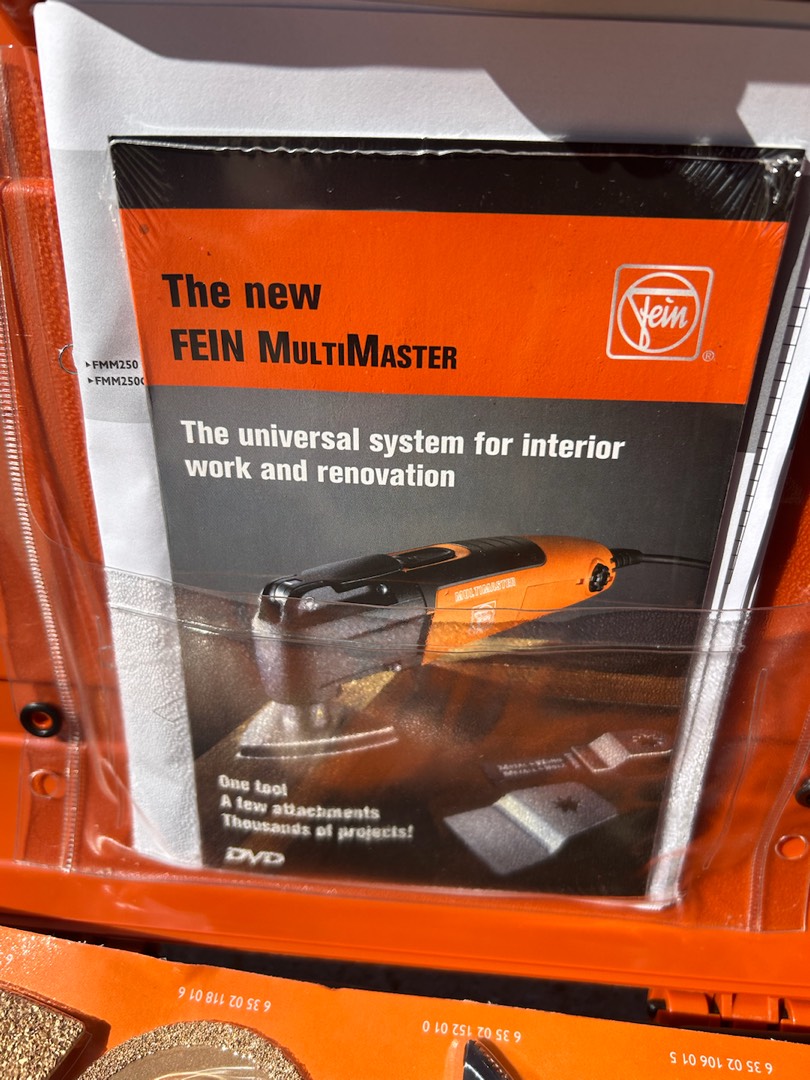 The new
FEIN MULTIMASTER
fein
®
▸FMM250
▸FMM250
The universal system for interior
work and renovation
MULTIMASTER
One tool
A few attachments
Thousands of projects!
DVD
6 35 02 118 01 6
6 35 02 152 01 0
6 35 02 106 01 5